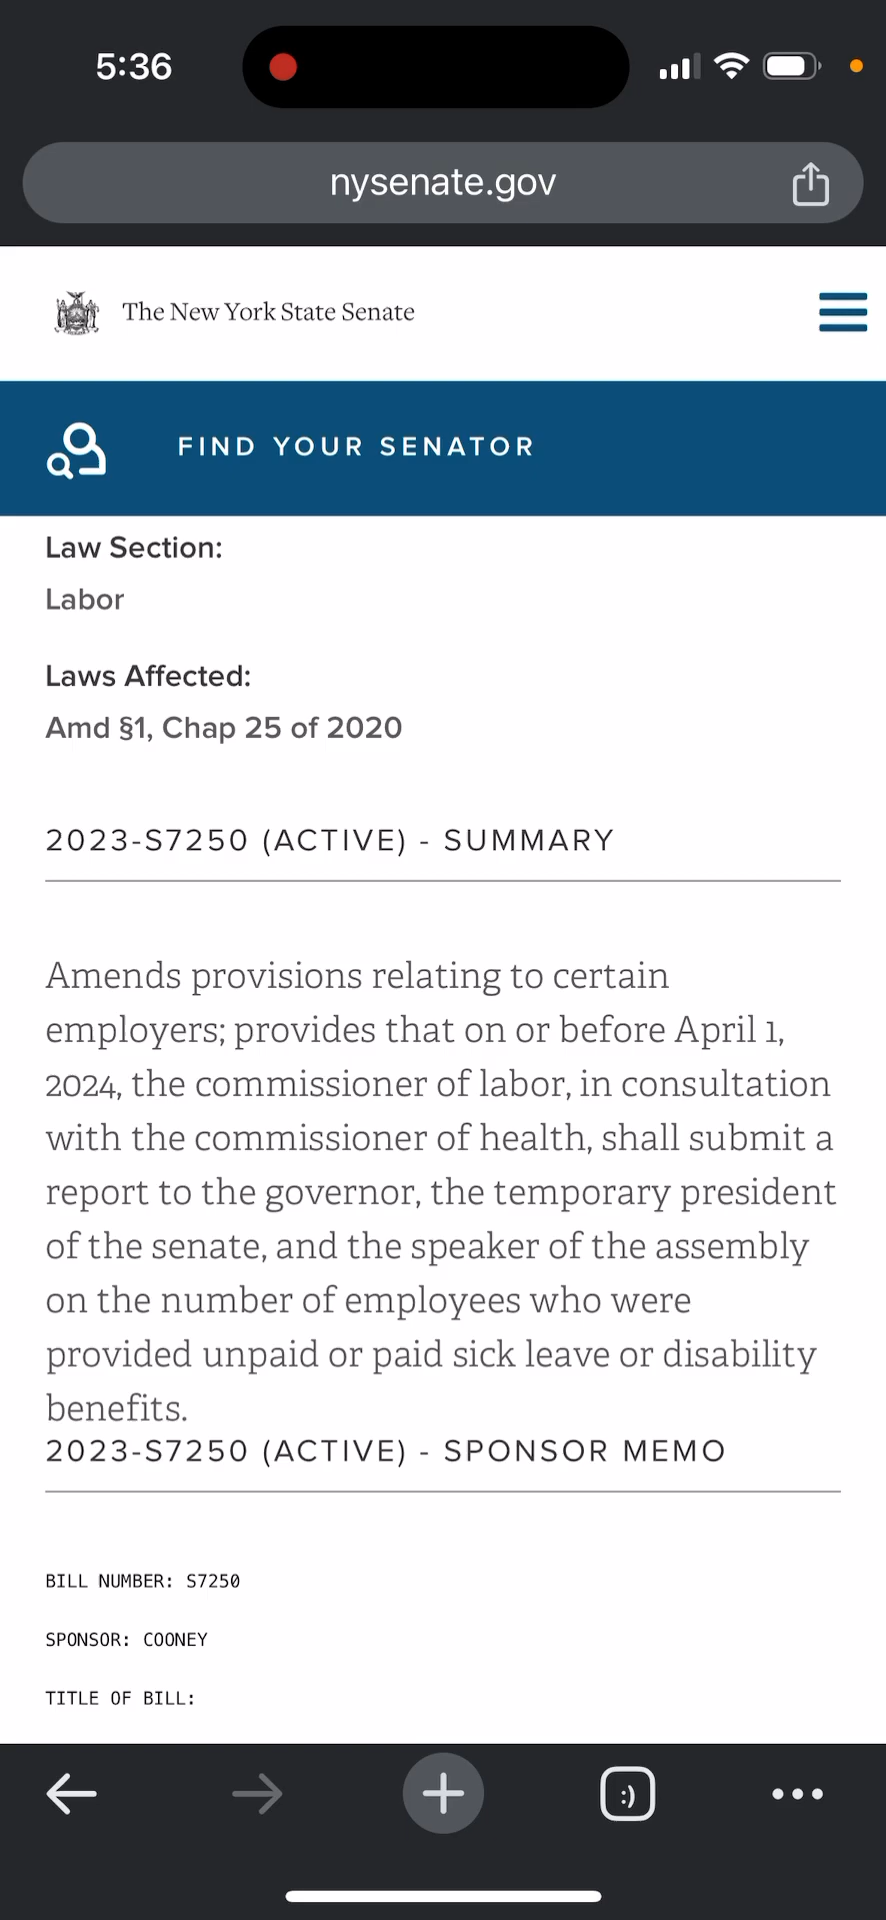 5:36
nysenate.gov
The New York State Senate
FIND YOUR SENATOR
Law Section:
Labor
Laws Affected:
Amd §1, Chap 25 of 2020
2023-S7250 (ACTIVE) - SUMMARY
Amends provisions relating to certain
employers; provides that on or before April 1,
2024, the commissioner of labor, in consultation
with the commissioner of health, shall submit a
report to the governor, the temporary president
of the senate, and the speaker of the assembly
on the number of employees who were
provided unpaid or paid sick leave or disability
benefits.
2023-S7250 (ACTIVE) - SPONSOR MEMO
BILL NUMBER: S7250
SPONSOR: COONEY
TITLE OF BILL:
:)